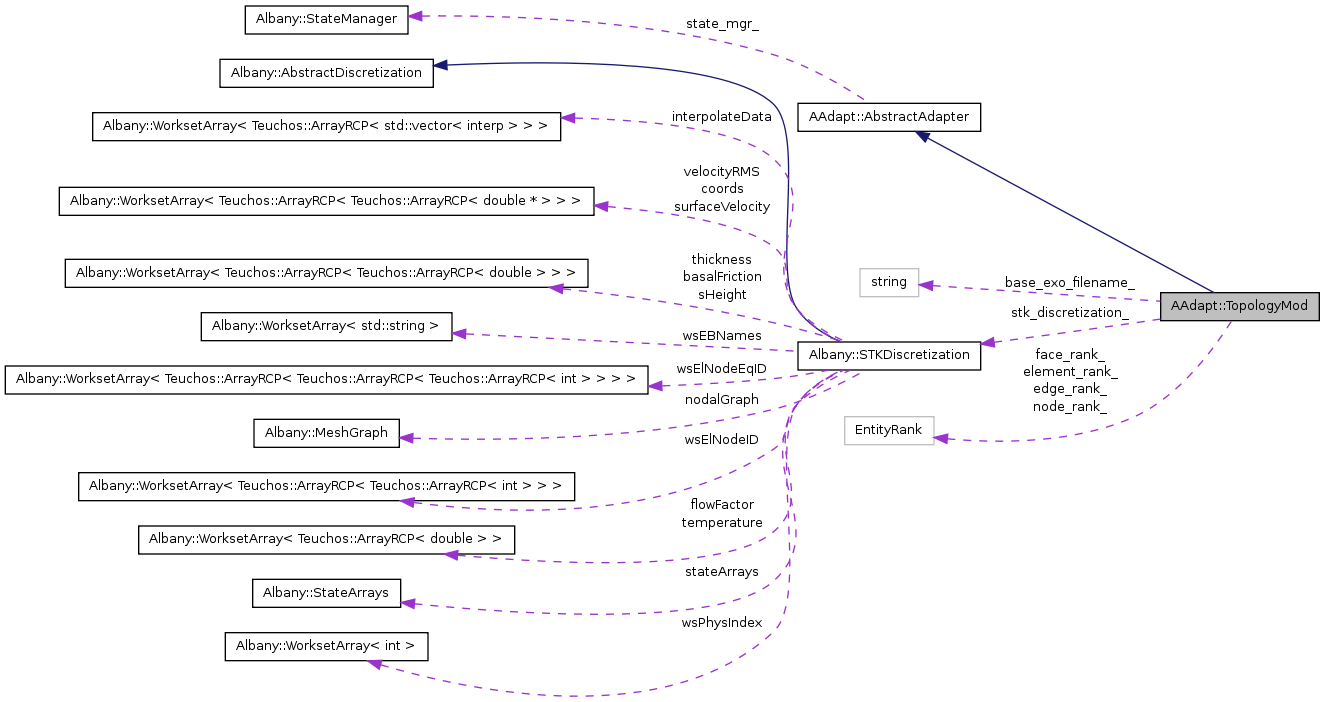 Albany::StateManager
state_mgr_
Albany::AbstractDiscretization
AAdapt::AbstractAdapter
Albany::WorksetArray< Teuchos::ArrayRCP< std::vector< interp > > >
interpolateData
velocityRMS
coords
surfaceVelocity
Albany::WorksetArray< Teuchos::ArrayRCP< Teuchos::ArrayRCP< double * > > >
thickness
basalFriction
sHeight
Albany::WorksetArray< Teuchos::ArrayRCP< Teuchos::ArrayRCP< double > > >
string
base_exo_filename_
AAdapt::TopologyMod
stk_discretization_
Albany::WorksetArray< std::string >
wsEBNames
Albany::STKDiscretization
face_rank_
element_rank_
edge_rank_
node_rank_
Albany::WorksetArray< Teuchos::ArrayRCP< Teuchos::ArrayRCP< Teuchos::ArrayRCP< int > > > >
wsElNodeEqID
nodalGraph
Albany::MeshGraph
EntityRank
wsElNodeID
Albany::WorksetArray< Teuchos::ArrayRCP< Teuchos::ArrayRCP< int > > >
flowFactor
temperature
Albany::WorksetArray< Teuchos::ArrayRCP< double > >
stateArrays
Albany::StateArrays
wsPhysIndex
Albany::WorksetArray< int >